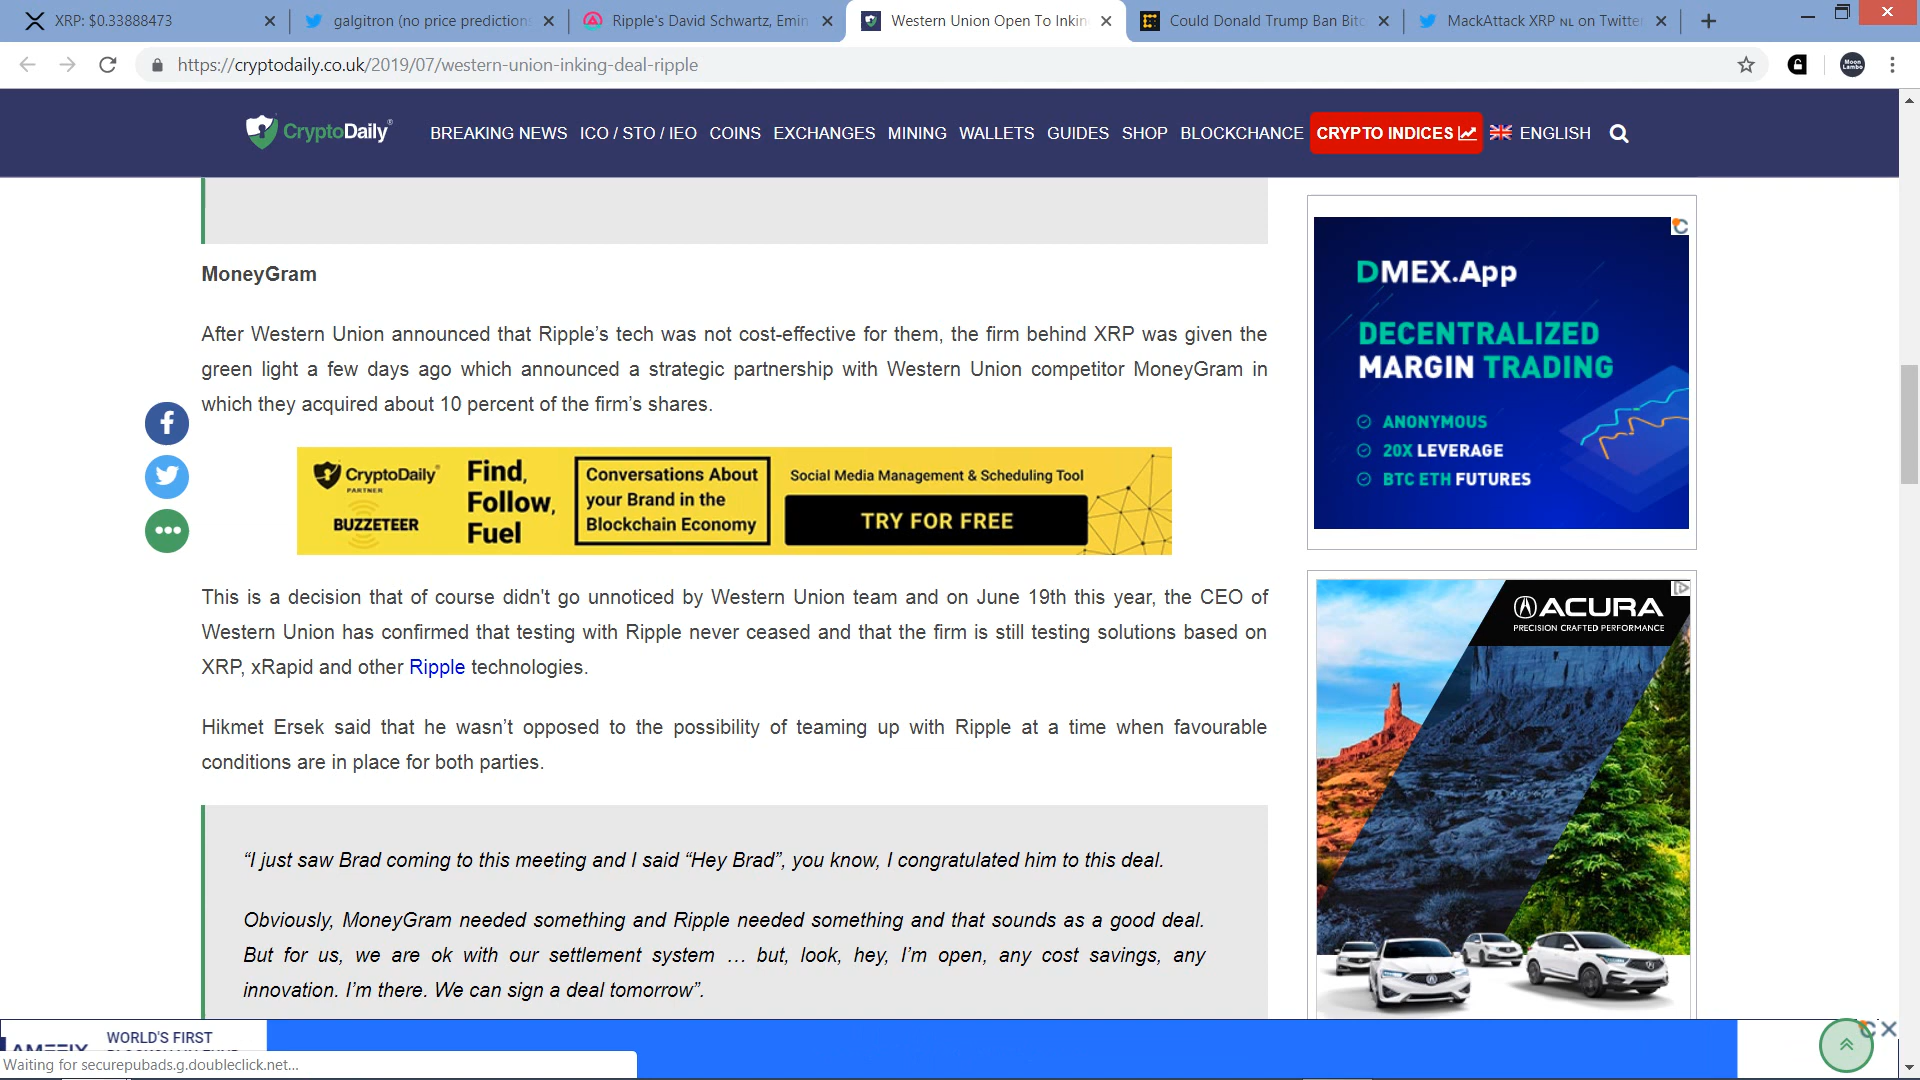 XRP: $0.33888473
galgitron (no price prediction
Ripple's David Schwartz, Emin
Western Union Open To Inkin
Could Donald Trump Ban Bitc
MackAttack XRP NL on Twitter
https://cryptodaily.co.uk/2019/07/western-union-inking-deal-ripple
Moon Lambo
CryptoDaily®
BREAKING NEWS ICO / STO / IEO COINS EXCHANGES MINING WALLETS GUIDES SHOP BLOCKCHANCE CRYPTO INDICES ENGLISH
MoneyGram
After Western Union announced that Ripple’s tech was not cost-effective for them, the firm behind XRP was given the
green light a few days ago which announced a strategic partnership with Western Union competitor MoneyGram in
which they acquired about 10 percent of the firm’s shares.
CryptoDaily®
PARTNER
BUZZETEER
Find,
Follow,
Fuel
Conversations About
your Brand in the
Blockchain Economy
Social Media Management & Scheduling Tool
TRY FOR FREE
This is a decision that of course didn't go unnoticed by Western Union team and on June 19th this year, the CEO of
Western Union has confirmed that testing with Ripple never ceased and that the firm is still testing solutions based on
XRP, xRapid and other Ripple technologies.
Hikmet Ersek said that he wasn’t opposed to the possibility of teaming up with Ripple at a time when favourable
conditions are in place for both parties.
“I just saw Brad coming to this meeting and I said “Hey Brad”, you know, I congratulated him to this deal.
Obviously, MoneyGram needed something and Ripple needed something and that sounds as a good deal.
But for us, we are ok with our settlement system … but, look, hey, I’m open, any cost savings, any
innovation. I’m there. We can sign a deal tomorrow”.
DMEX.App
DECENTRALIZED
MARGIN TRADING
ANONYMOUS
20X LEVERAGE
BTC ETH FUTURES
ACURA
PRECISION CRAFTED PERFORMANCE
WORLD'S FIRST
Waiting for securepubads.g.doubleclick.net...